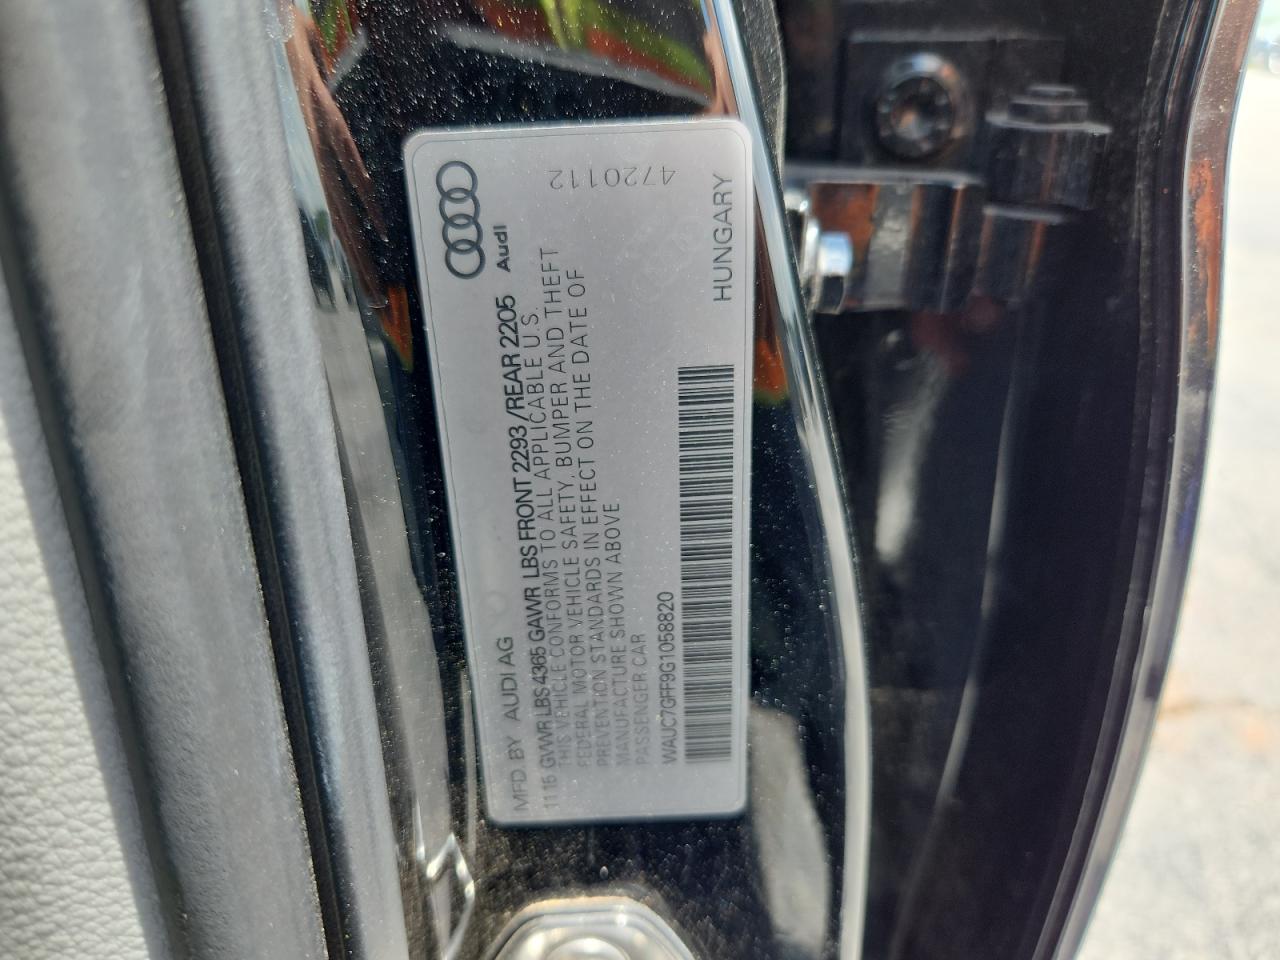 Audi
4720112
MFD. BY AUDI AG
1115 GVWR LBS 4365 GAWR LBS FRONT 2293 / REAR 2205
THIS VEHICLE CONFORMS TO ALL APPLICABLE U.S.
FEDERAL MOTOR VEHICLE SAFETY, BUMPER AND THEFT
PREVENTION STANDARDS IN EFFECT ON THE DATE OF
MANUFACTURE SHOWN ABOVE
PASSENGER CAR
WAUC7GFF9G1058820
HUNGARY